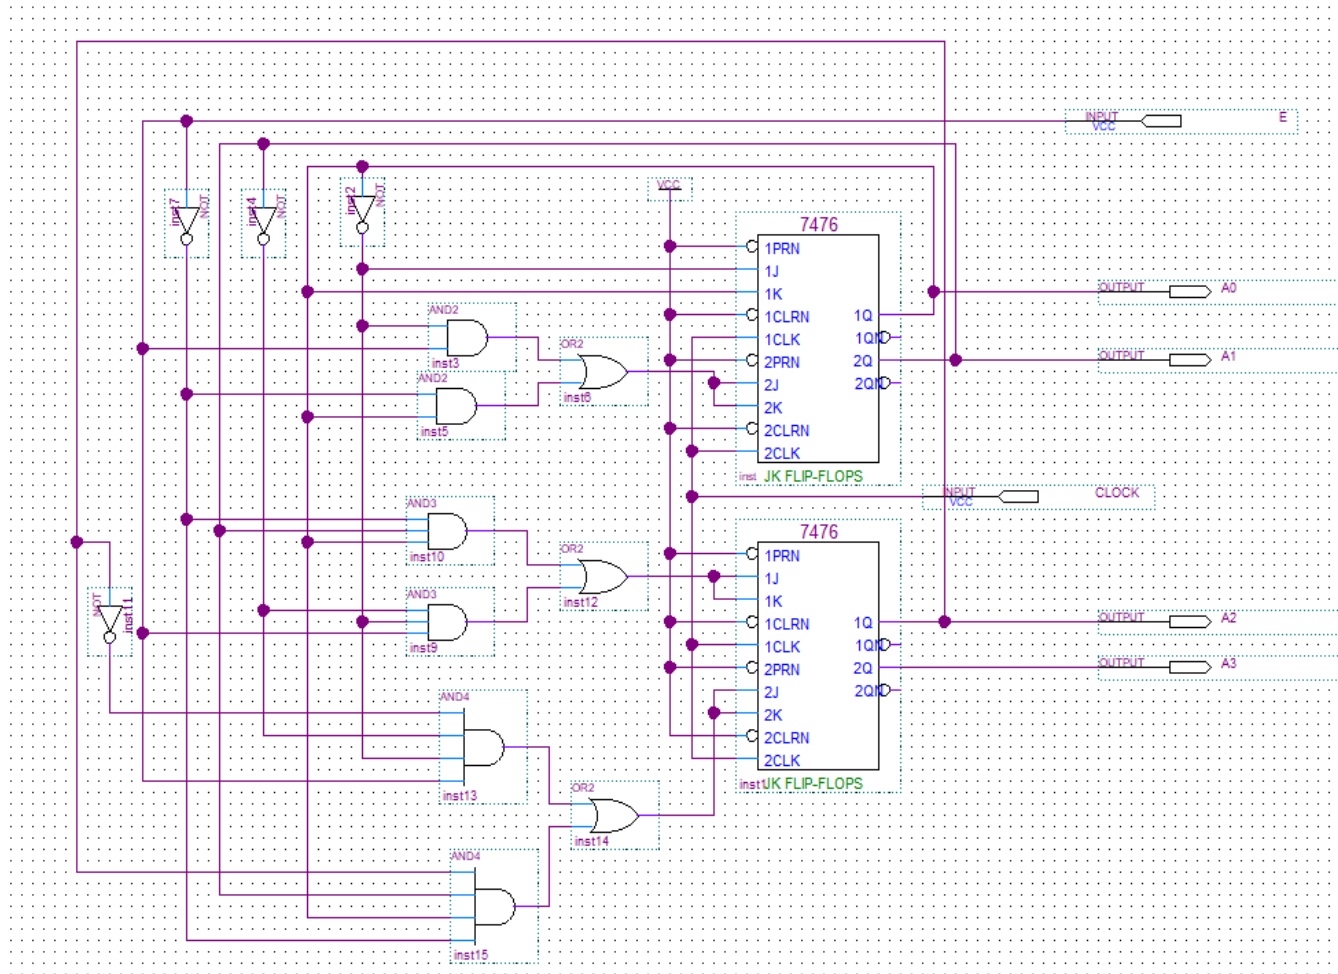 INPUT
VCC
E
inst7
NOT
inst4
NOT
inst2
NOT
VCC
7476
1PRN
1J
1K
1CLRN
1CLK
2PRN
2J
2K
2CLRN
2CLK
1Q
1QN
2Q
2QN
inst
JK FLIP-FLOPS
OUTPUT
A0
OUTPUT
A1
AND2
inst3
AND2
inst5
OR2
inst6
INPUT
VCC
CLOCK
AND3
inst10
AND3
inst9
OR2
inst12
7476
1PRN
1J
1K
1CLRN
1CLK
2PRN
2J
2K
2CLRN
2CLK
1Q
1QN
2Q
2QN
inst1
JK FLIP-FLOPS
OUTPUT
A2
OUTPUT
A3
NOT
inst11
AND4
inst13
OR2
inst14
AND4
inst15